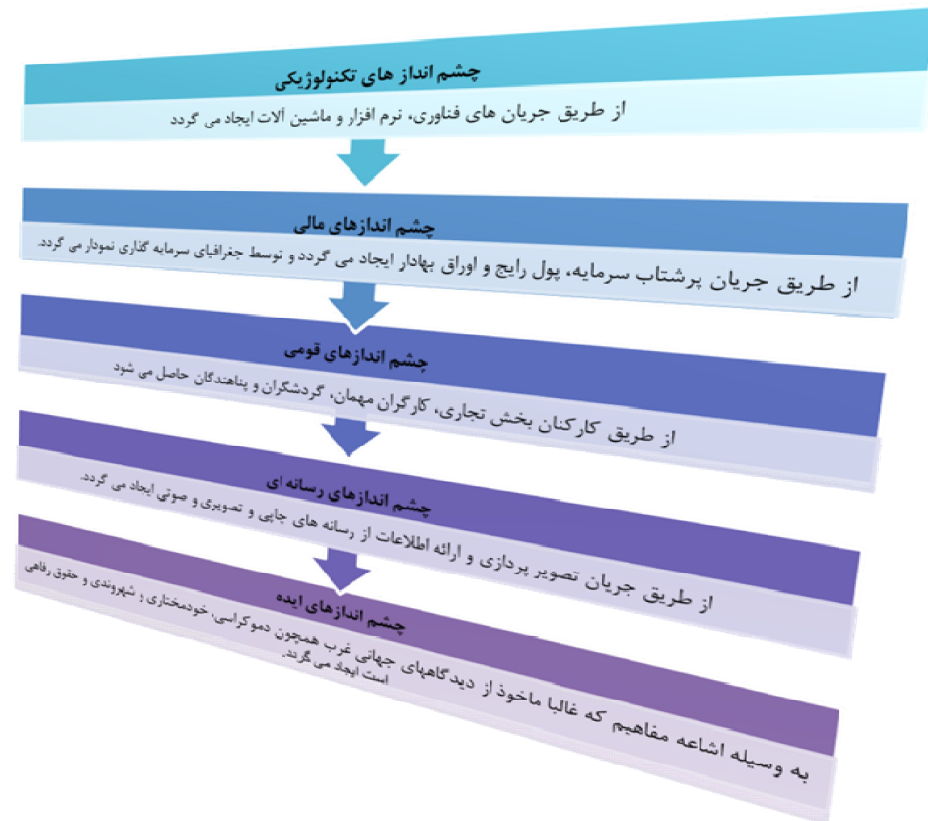 چشم انداز های تکنولوژیکی
از طریق جریان های فناوری، نرم افزار و ماشین آلات ایجاد می گردد
چشم اندازهای مالی
از طریق جریان پرشتاب سرمایه، پول رایج و اوراق بهادار ایجاد می گردد و توسط جغرافیای سرمایه گذاری نمودار می گردد.
چشم اندازهای قومی
از طریق کارکنان بخش تجاری، کارگران مهمان، گردشگران و پناهندگان حاصل می شود
چشم اندازهای رسانه ای
از طریق جریان تصویر پردازی و ارائه اطلاعات از رسانه های چاپی و تصویری و صوتی ایجاد می گردد.
چشم اندازهای ایده
به وسیله اشاعه مفاهیم که غالبا ماخوذ از دیدگاههای جهانی غرب همچون دموکراسی، خودمختاری و شهروندی و حقوق رفاهی
است ایجاد می گردد.